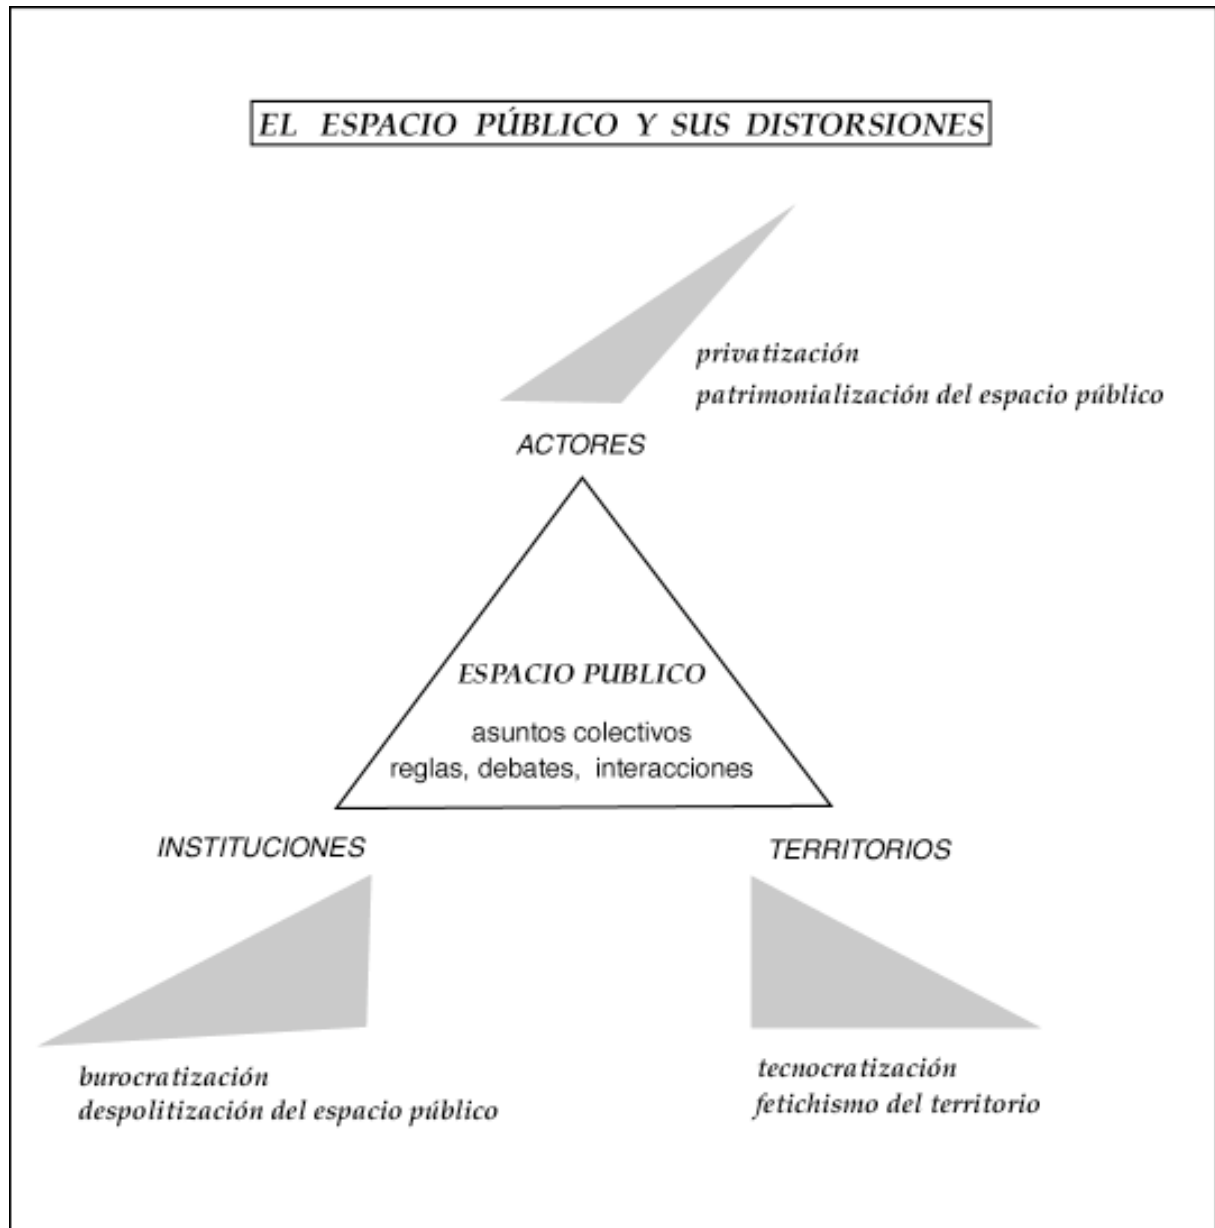 EL ESPACIO PÚBLICO Y SUS DISTORSIONES
privatización
patrimonialización del espacio público
ACTORES
ESPACIO PUBLICO
asuntos colectivos
reglas, debates, interacciones
INSTITUCIONES
TERRITORIOS
burocratización
despolitización del espacio público
tecnocratización
fetichismo del territorio